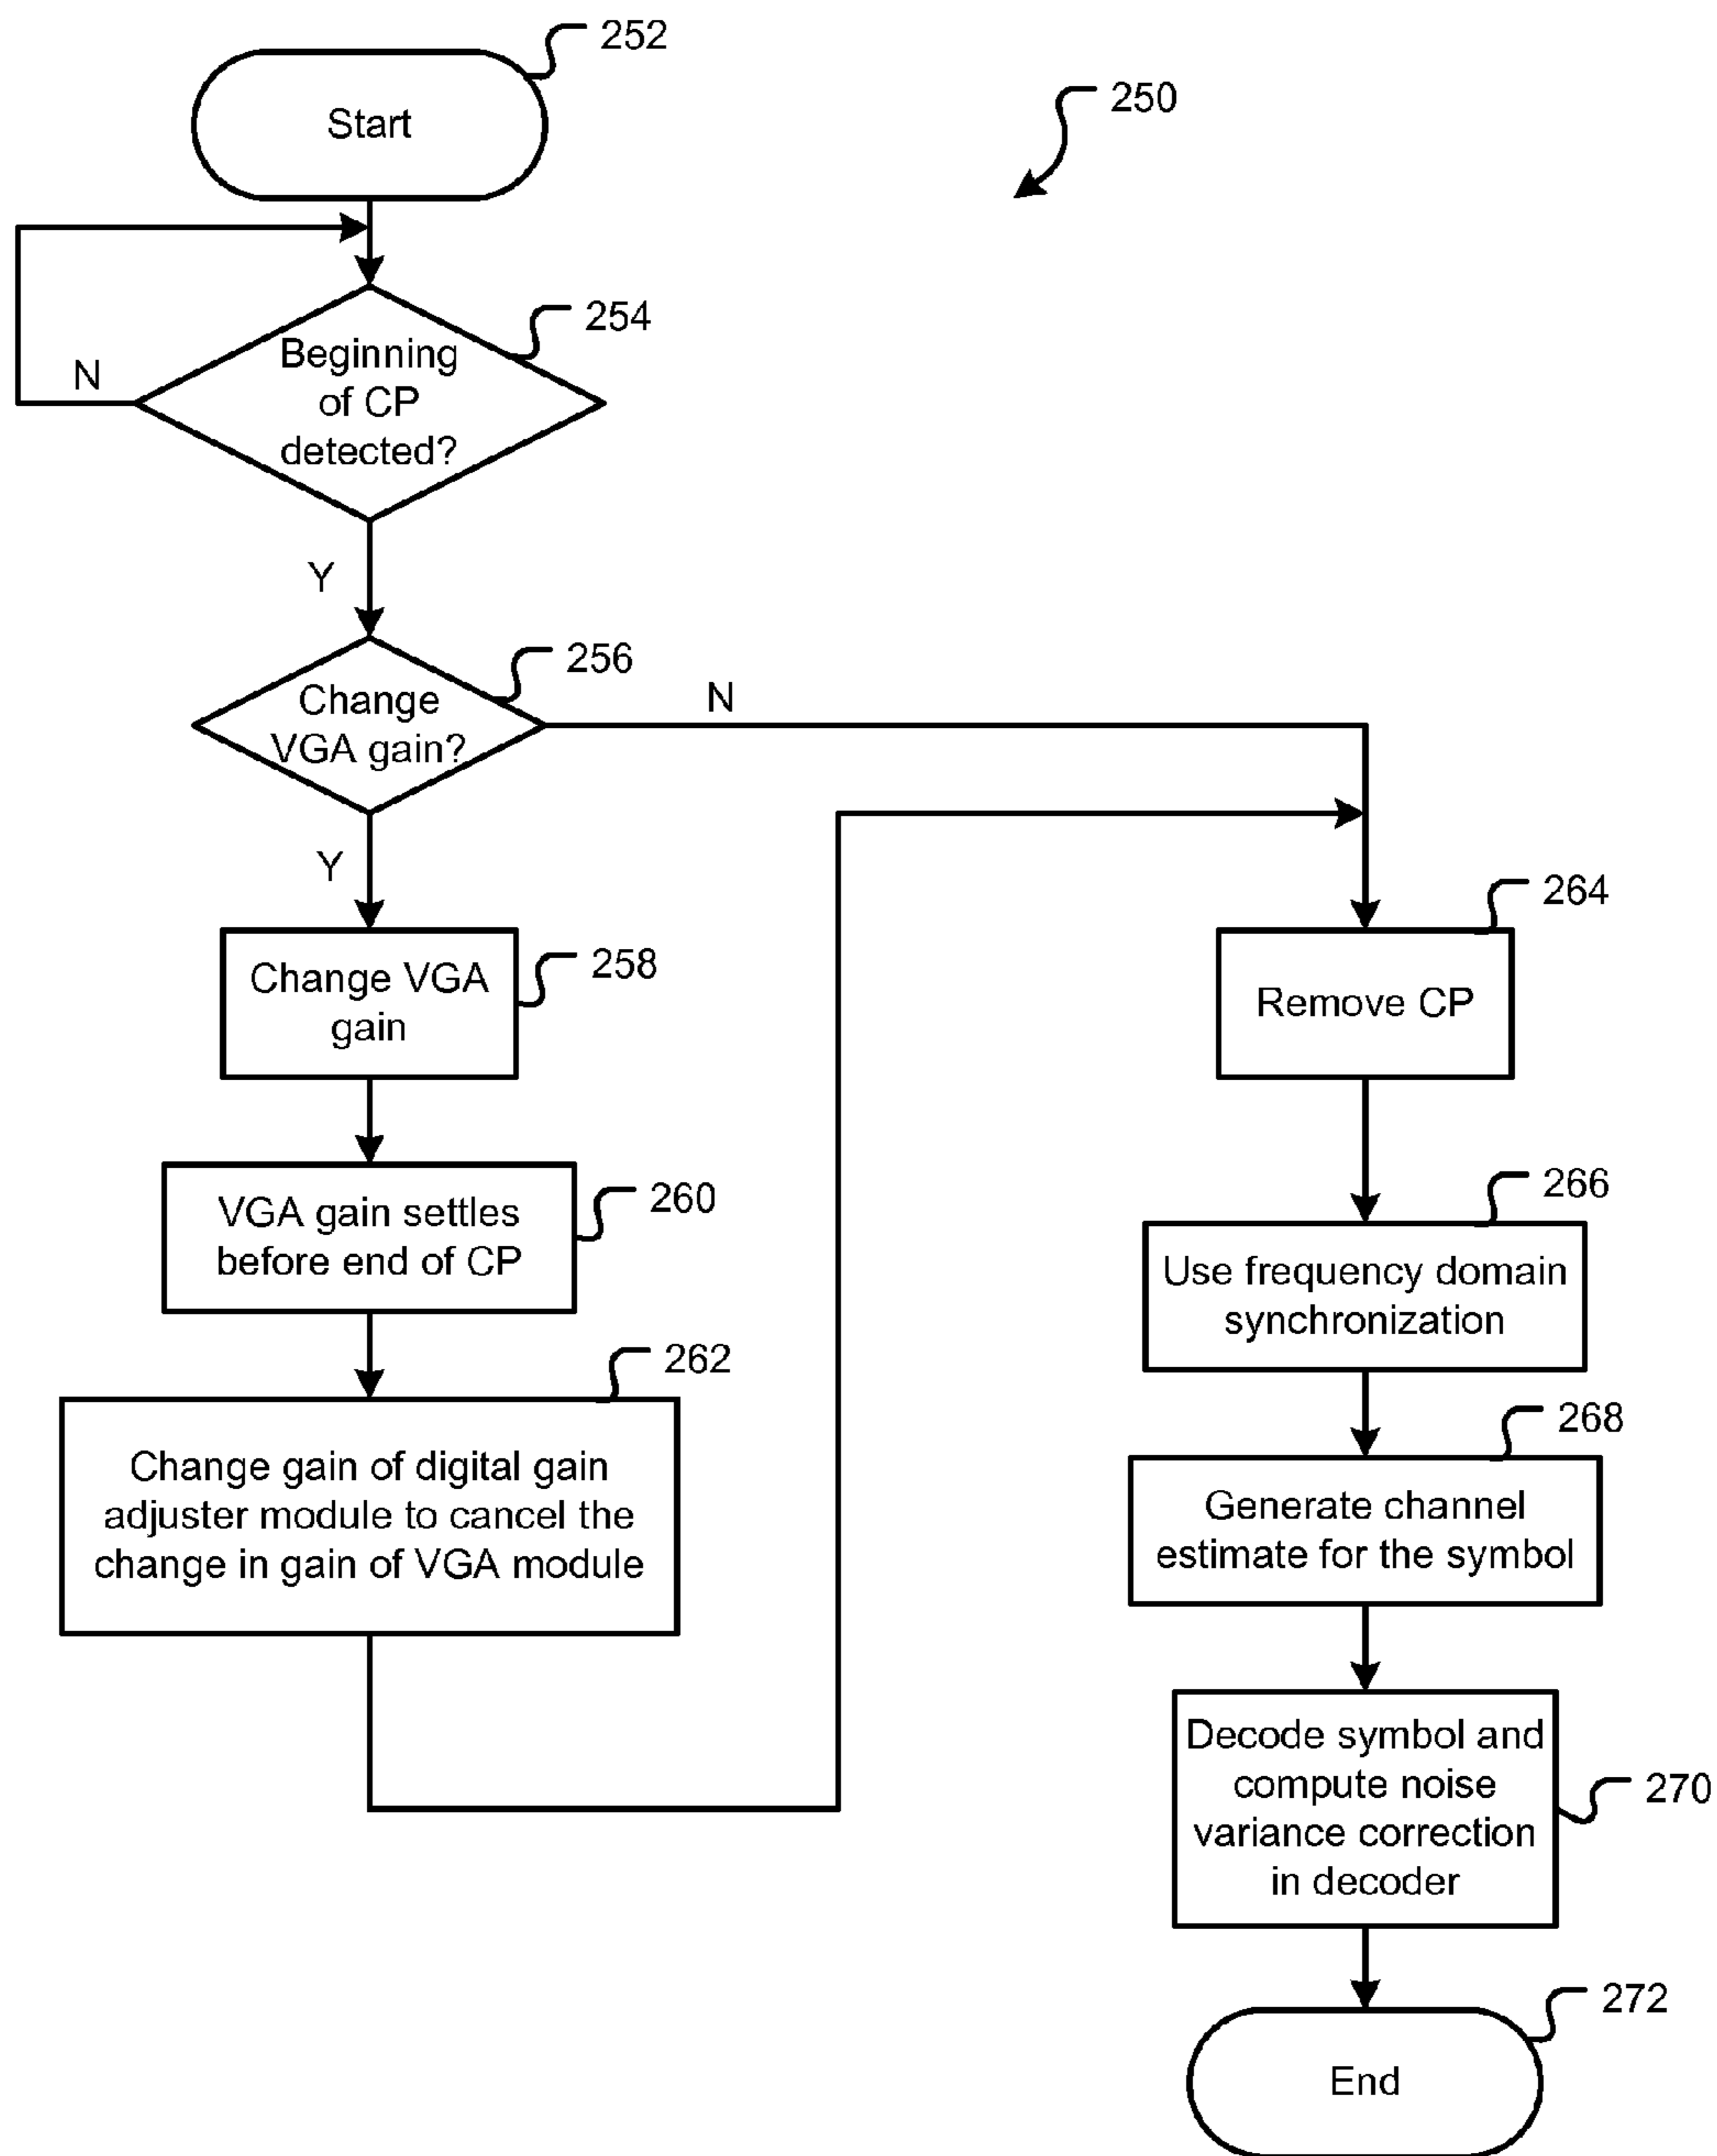 252
Start
250
254
Beginning
of CP
detected?
N
Y
256
Change
VGA gain?
N
Y
258
Change VGA
gain
260
VGA gain settles
before end of CP
262
Change gain of digital gain
adjuster module to cancel the
change in gain of VGA module
264
Remove CP
266
Use frequency domain
synchronization
268
Generate channel
estimate for the symbol
Decode symbol and
compute noise
variance correction
in decoder
270
272
End